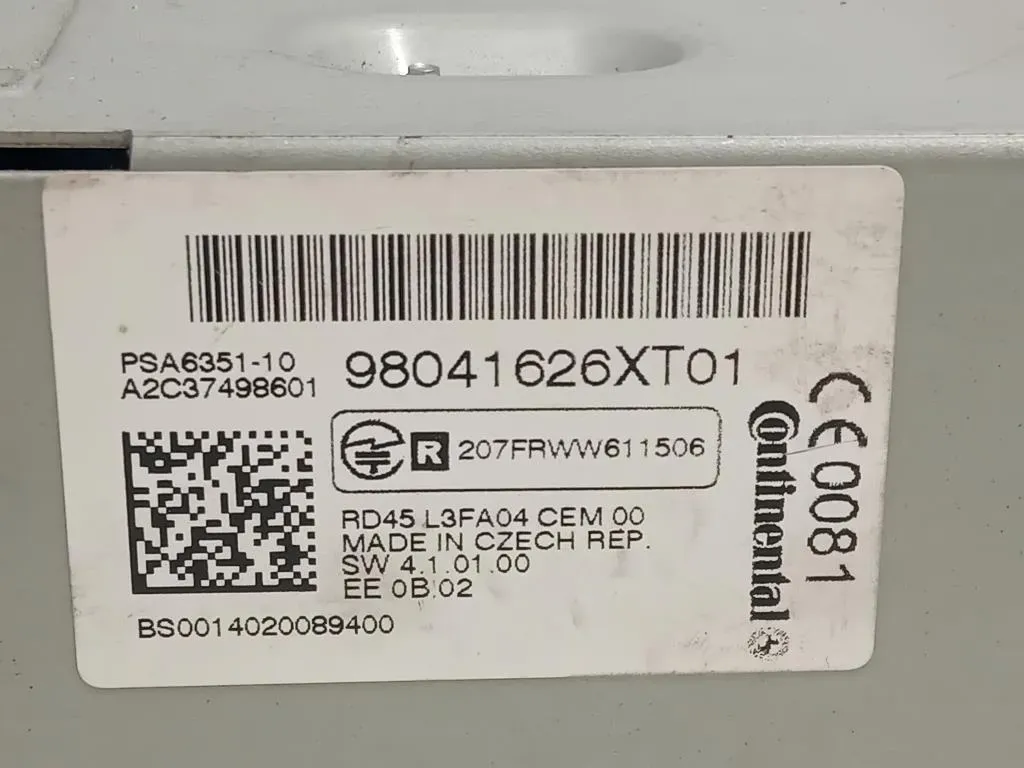 PSA6351-10
A2C37498601
98041626XT01
R 207FRWW611506
RD45 L3FA04 CEM 00
MADE IN CZECH REP.
SW 4.1.01.00
EE 0B.02
BS0014020089400
Continental
CE 0081